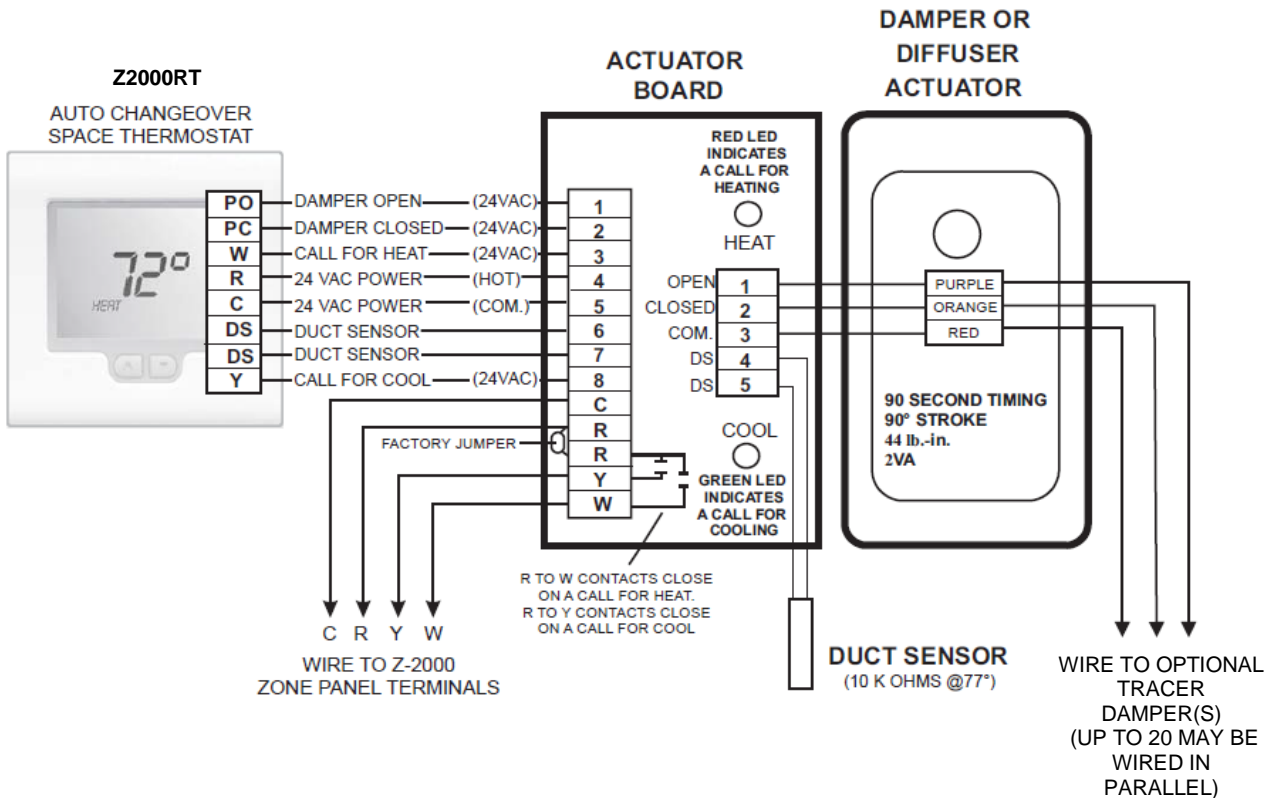 Z2000RT
AUTO CHANGEOVER
SPACE THERMOSTAT
72°
HEAT
PO DAMPER OPEN (24VAC) 1
PC DAMPER CLOSED (24VAC) 2
W CALL FOR HEAT (24VAC) 3
R 24 VAC POWER (HOT) 4
C 24 VAC POWER (COM.) 5
DS DUCT SENSOR 6
DS DUCT SENSOR 7
Y CALL FOR COOL (24VAC) 8
C
R
FACTORY JUMPER
R
Y
W
ACTUATOR
BOARD
RED LED
INDICATES
A CALL FOR
HEATING
HEAT
OPEN 1
CLOSED 2
COM. 3
DS 4
DS 5
COOL
GREEN LED
INDICATES
A CALL FOR
COOLING
R TO W CONTACTS CLOSE
ON A CALL FOR HEAT.
R TO Y CONTACTS CLOSE
ON A CALL FOR COOL
C R Y W
WIRE TO Z-2000
ZONE PANEL TERMINALS
DAMPER OR
DIFFUSER
ACTUATOR
PURPLE
ORANGE
RED
90 SECOND TIMING
90° STROKE
44 lb.-in.
2VA
DUCT SENSOR
(10 K OHMS @77°)
WIRE TO OPTIONAL
TRACER
DAMPER(S)
(UP TO 20 MAY BE
WIRED IN
PARALLEL)